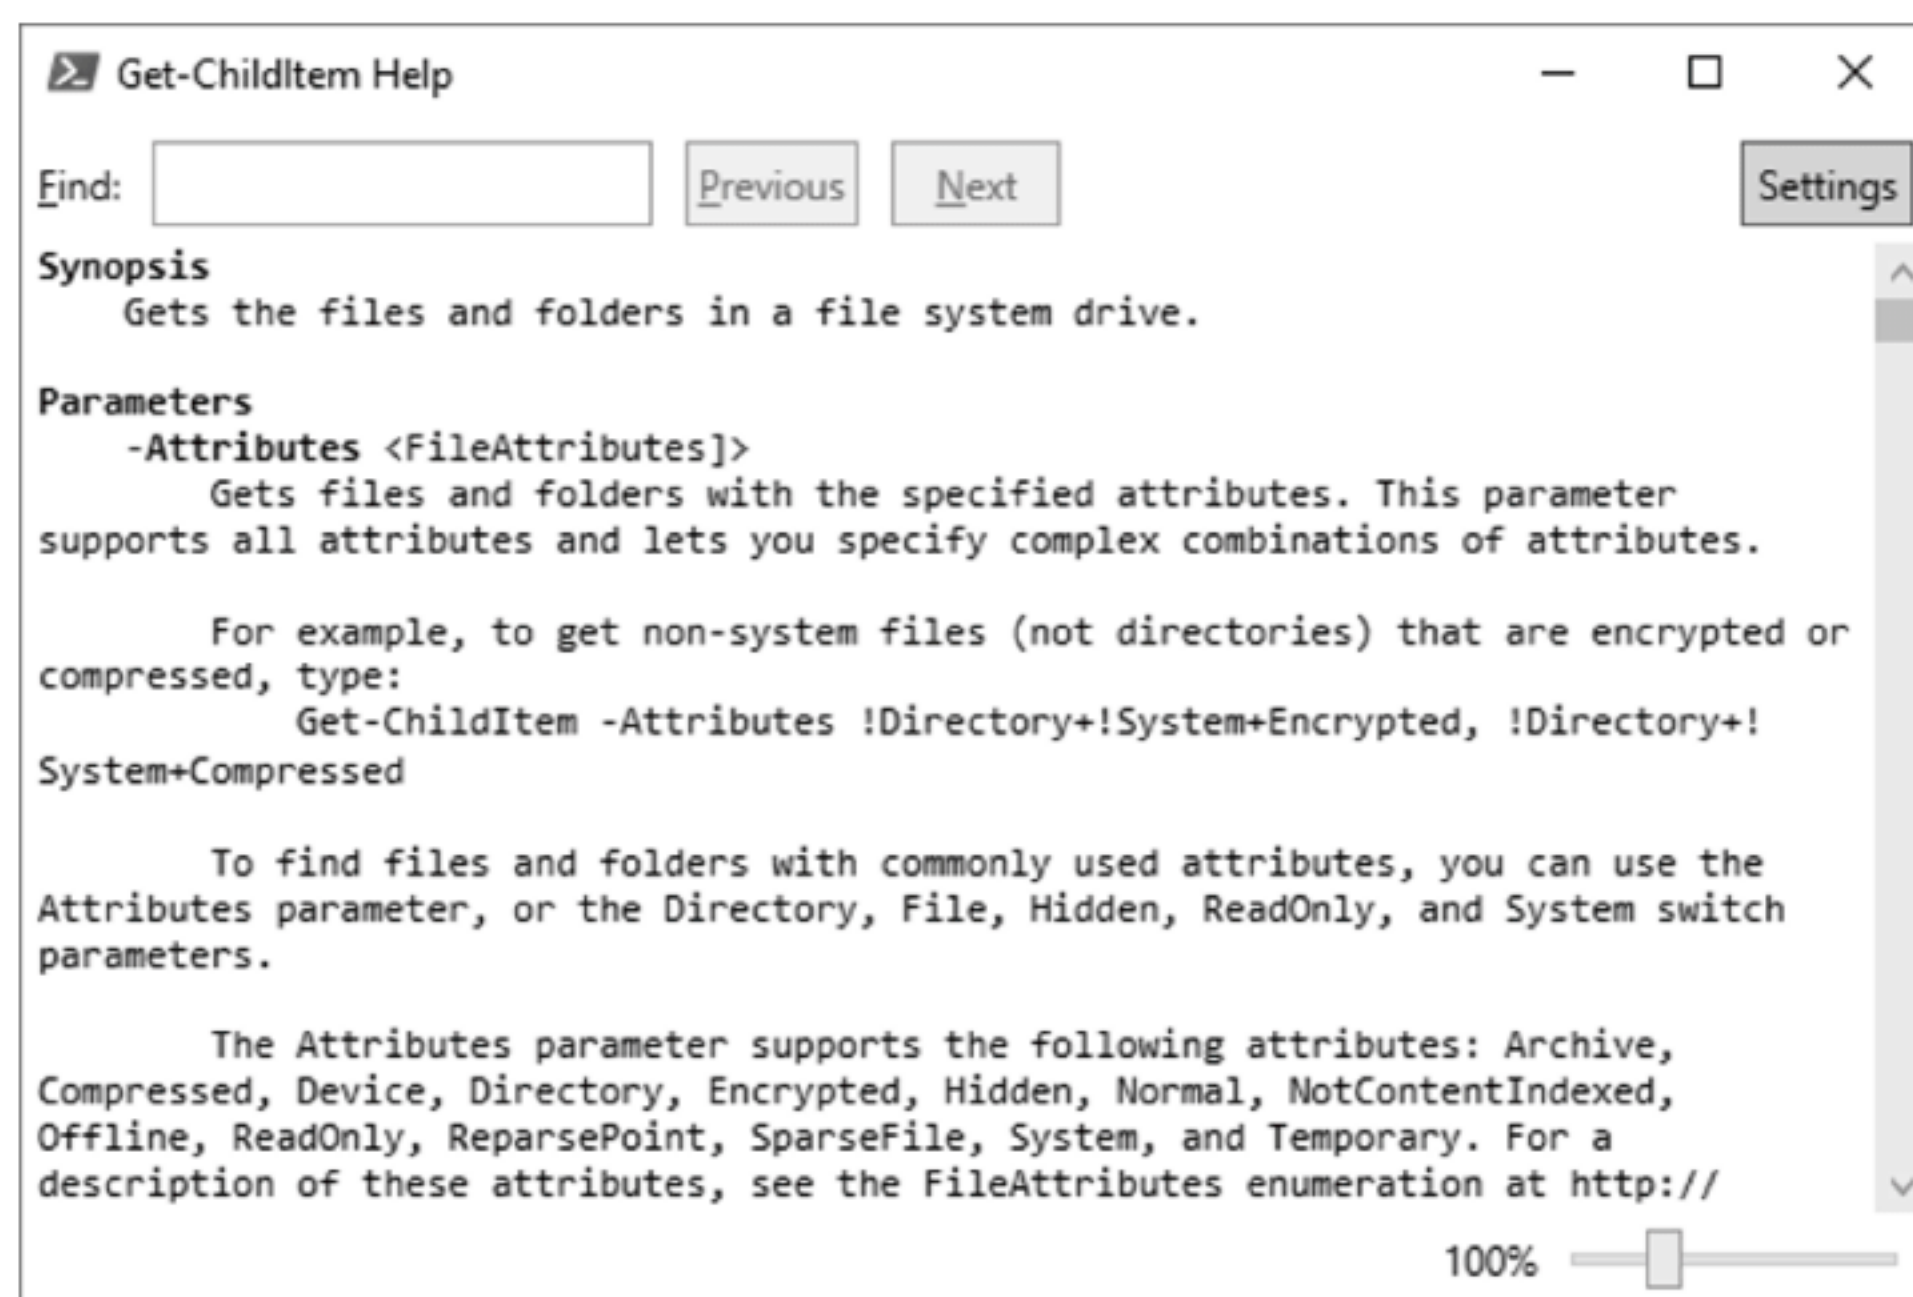 Get-ChildItem Help
Find: Previous Next Settings
Synopsis
Gets the files and folders in a file system drive.
Parameters
-Attributes <FileAttributes]>
Gets files and folders with the specified attributes. This parameter
supports all attributes and lets you specify complex combinations of attributes.
For example, to get non-system files (not directories) that are encrypted or
compressed, type:
Get-ChildItem -Attributes !Directory+!System+Encrypted, !Directory+!
System+Compressed
To find files and folders with commonly used attributes, you can use the
Attributes parameter, or the Directory, File, Hidden, ReadOnly, and System switch
parameters.
The Attributes parameter supports the following attributes: Archive,
Compressed, Device, Directory, Encrypted, Hidden, Normal, NotContentIndexed,
Offline, ReadOnly, ReparsePoint, SparseFile, System, and Temporary. For a
description of these attributes, see the FileAttributes enumeration at http://
100%